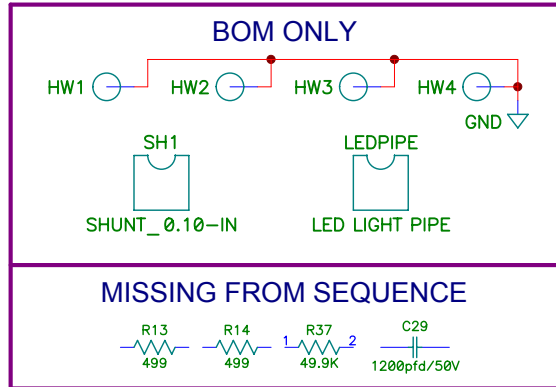 BOM ONLY
HW1 HW2 HW3 HW4
GND
SH1 LEDPIPE
SHUNT_0.10-IN LED LIGHT PIPE
MISSING FROM SEQUENCE
R13 R14 R37 C29
1 2
499 499 49.9K 1200pfd/50V